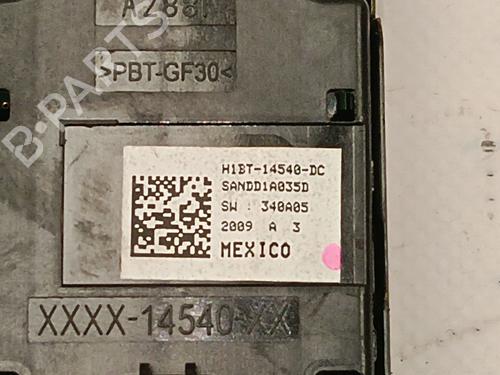 >PBT-GF30<
B-PARTS
H1BT-14540-DC
SANDD1A035D
SW : 340A05
2009 A 3
MEXICO
XXXX-14540-XX